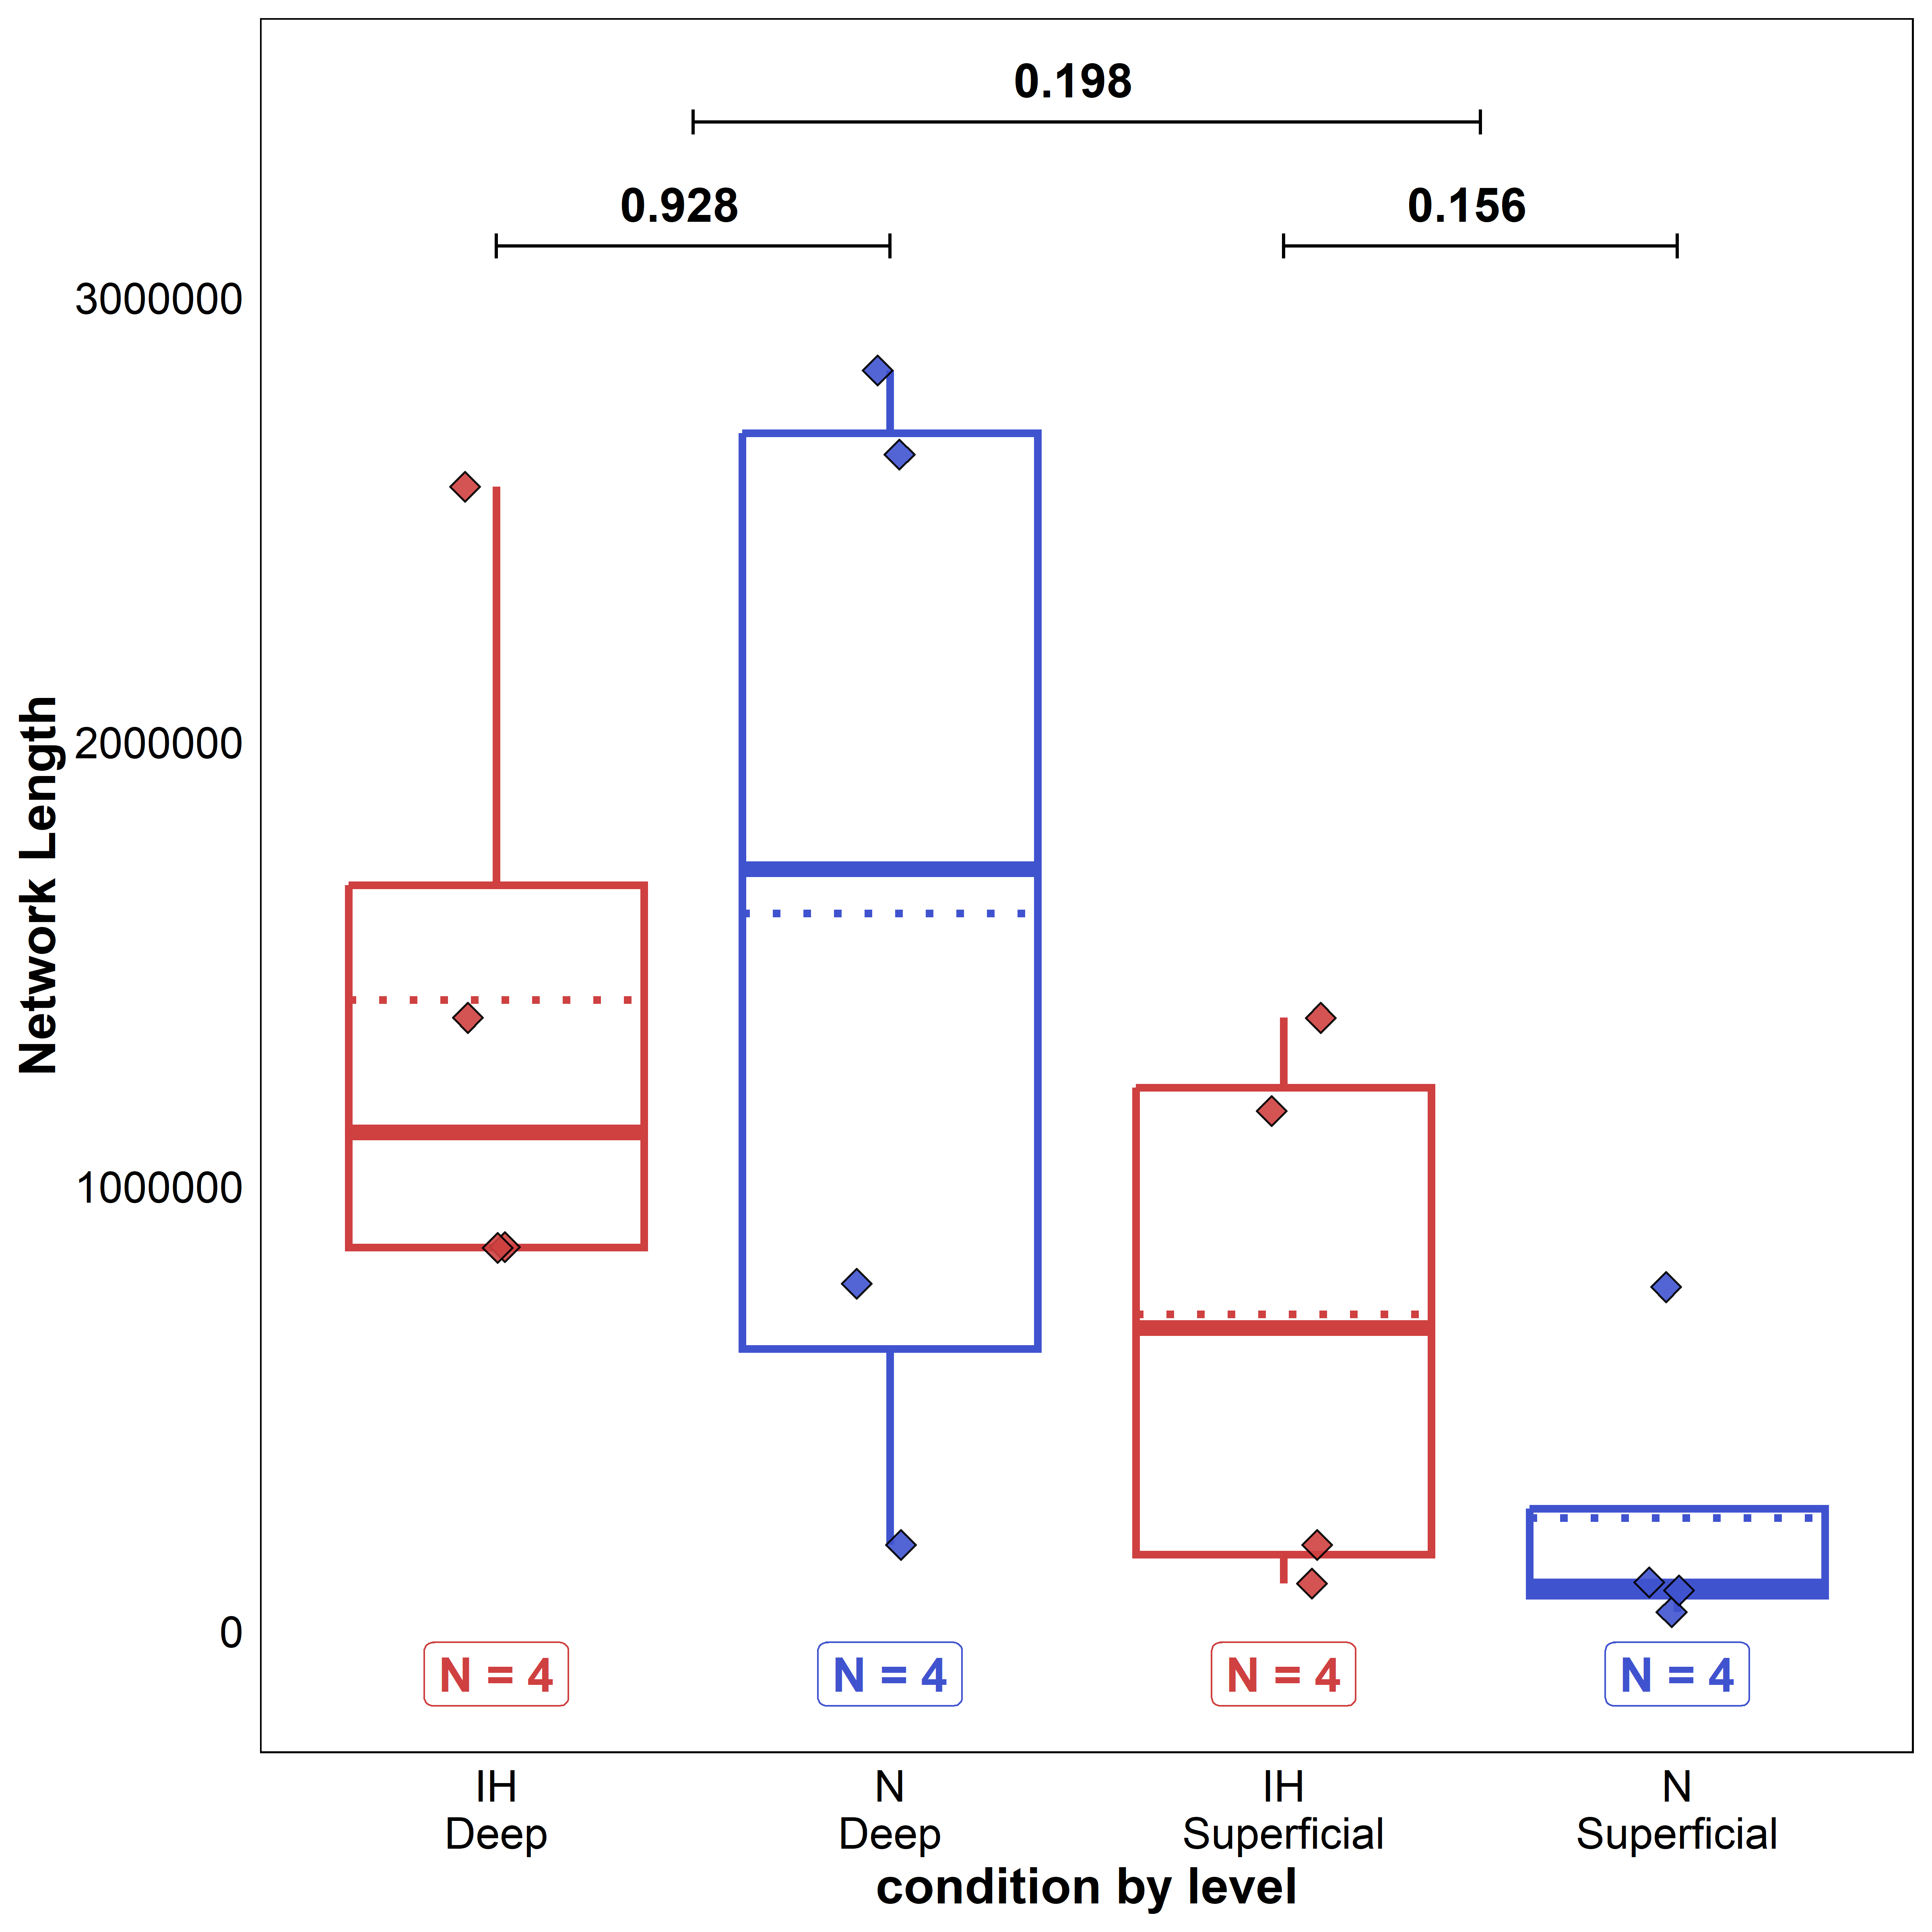 0.198
0.928
0.156
3000000
2000000
1000000
0
Network Length
N = 4
N = 4
N = 4
N = 4
IH
Deep
N
Deep
IH
Superficial
N
Superficial
condition by level